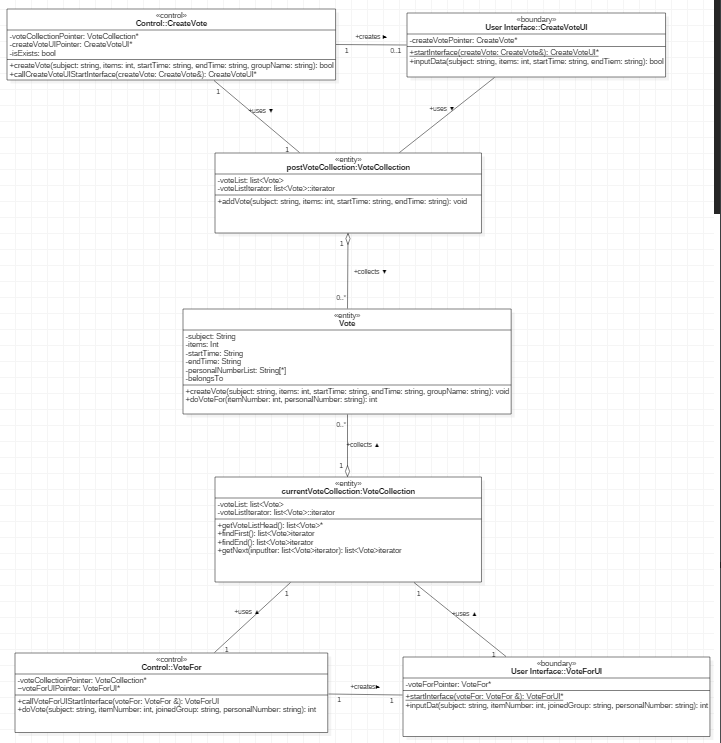 «control»
Control::CreateVote
-voteCollectionPointer: VoteCollection*
-createVoteUIPointer: CreateVoteUI*
-isExists: bool
+createVote(subject: string, items: int, startTime: string, endTime: string, groupName: string): bool
+callCreateVoteUIStartInterface(createVote: CreateVote&): CreateVoteUI*
+creates ►
1
0..1
«boundary»
User Interface::CreateVoteUI
-createVotePointer: CreateVote*
+startInterface(createVote: CreateVote&): CreateVoteUI*
+inputData(subject: string, items: int, startTime: string, endTiem: string): bool
1
+uses ▼
1
+uses ▼
«entity»
postVoteCollection:VoteCollection
-voteList: list<Vote>
-voteListIterator: list<Vote>::iterator
+addVote(subject: string, items: int, startTime: string, endTime: string): void
1
+collects ▼
0..*
«entity»
Vote
-subject: String
-items: Int
-startTime: String
-endTime: String
-personalNumberList: String[*]
-belongsTo
+createVote(subject: string, items: int, startTime: string, endTime: string, groupName: string): void
+doVoteFor(itemNumber: int, personalNumber: string): int
0..*
+collects ▲
1
«entity»
currentVoteCollection:VoteCollection
-voteList: list<Vote>
-voteListIterator: list<Vote>::iterator
+getVoteListHead(): list<Vote>*
+findFirst(): list<Vote>iterator
+findEnd(): list<Vote>iterator
+getNext(inputIter: list<Vote>iterator): list<Vote>iterator
1
+uses ▲
1
1
+uses ▲
1
«control»
Control::VoteFor
-voteCollectionPointer: VoteCollection*
~voteForUIPointer: VoteForUI*
+callVoteForUIStartInterface(voteFor: VoteFor &): VoteForUI
+doVote(subject: string, itemNumber: int, joinedGroup: string, personalNumber: string): int
+creates►
1
1
«boundary»
User Interface::VoteForUI
-voteForPointer: VoteFor*
+startInterface(voteFor: VoteFor &): VoteForUI*
+inputDat(subject: string, itemNumber: int, joinedGroup: string, personalNumber: string): int